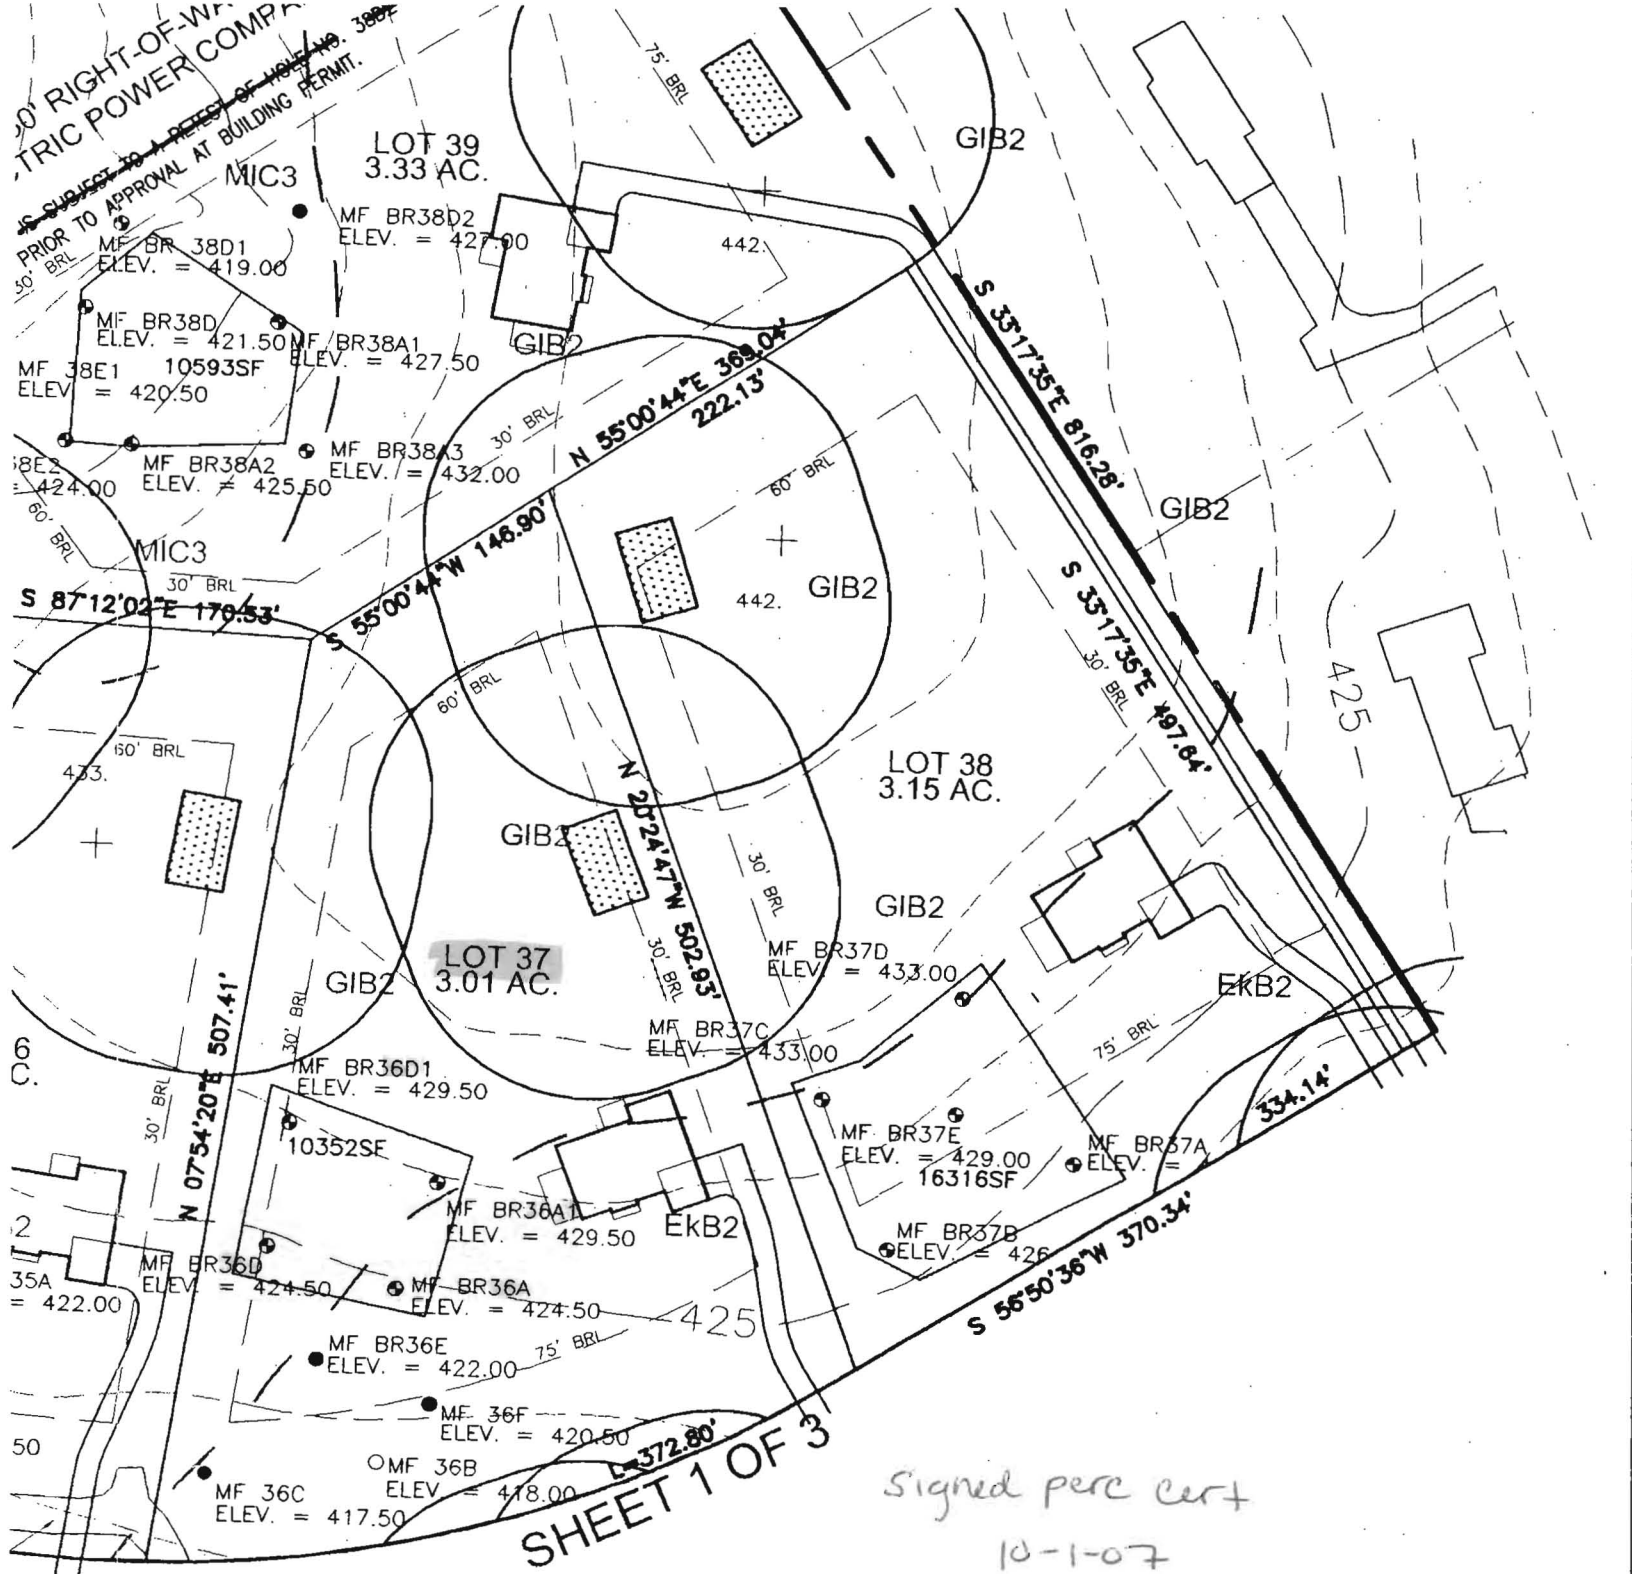 RIGHT-OF-WA
TRIC POWER COMPA
IS SUBJECT TO A RETEST OF HOLE NO. 38D2
PRIOR TO APPROVAL AT BUILDING PERMIT.
75' BRL
LOT 39
3.33 AC.
GIB2
MIC3
MF BR38D2
ELEV. = 427.00
MF BR 38D1
ELEV. = 419.00
30' BRL
442.
MF BR38D
ELEV. = 421.50
MF BR38A1
ELEV. = 427.50
GIB2
MF 38E1
ELEV = 420.50
10593SF
S 33°17'35"E 816.28'
N 55°00'44"E 369.04'
222.13'
30' BRL
MF BR38A3
ELEV. = 432.00
38E2
= 424.00
MF BR38A2
ELEV. = 425.50
60' BRL
60' BRL
GIB2
MIC3
30' BRL
S 87°12'02"E 170.53'
S 55°00'44"W 146.90'
GIB2
442.
S 33°17'35"E 497.64'
30' BRL
425
60' BRL
60' BRL
433.
LOT 38
3.15 AC.
N 20°24'47"W 502.93'
GIB2
30' BRL
GIB2
LOT 37
3.01 AC.
30' BRL
MF BR37D
ELEV. = 433.00
GIB2
EkB2
N 07°54'20"E 507.41'
30' BRL
MF BR37C
ELEV. = 433.00
75' BRL
6
C.
MF BR36D1
ELEV. = 429.50
30' BRL
334.14'
10352SF
MF BR37E
ELEV. = 429.00
16316SF
MF BR37A
ELEV. = 4
MF BR36A1
ELEV. = 429.50
EkB2
MF BR37B
ELEV. = 426
S 56°50'36"W 370.34'
2
35A
= 422.00
MF BR36D
ELEV. = 424.50
MF BR36A
ELEV. = 424.50
425
MF BR36E
ELEV. = 422.00
75' BRL
MF 36F
ELEV. = 420.50
50
L=372.80'
MF 36B
ELEV = 418.00
MF 36C
ELEV. = 417.50
SHEET 1 OF 3
Signed perc cert
10-1-07